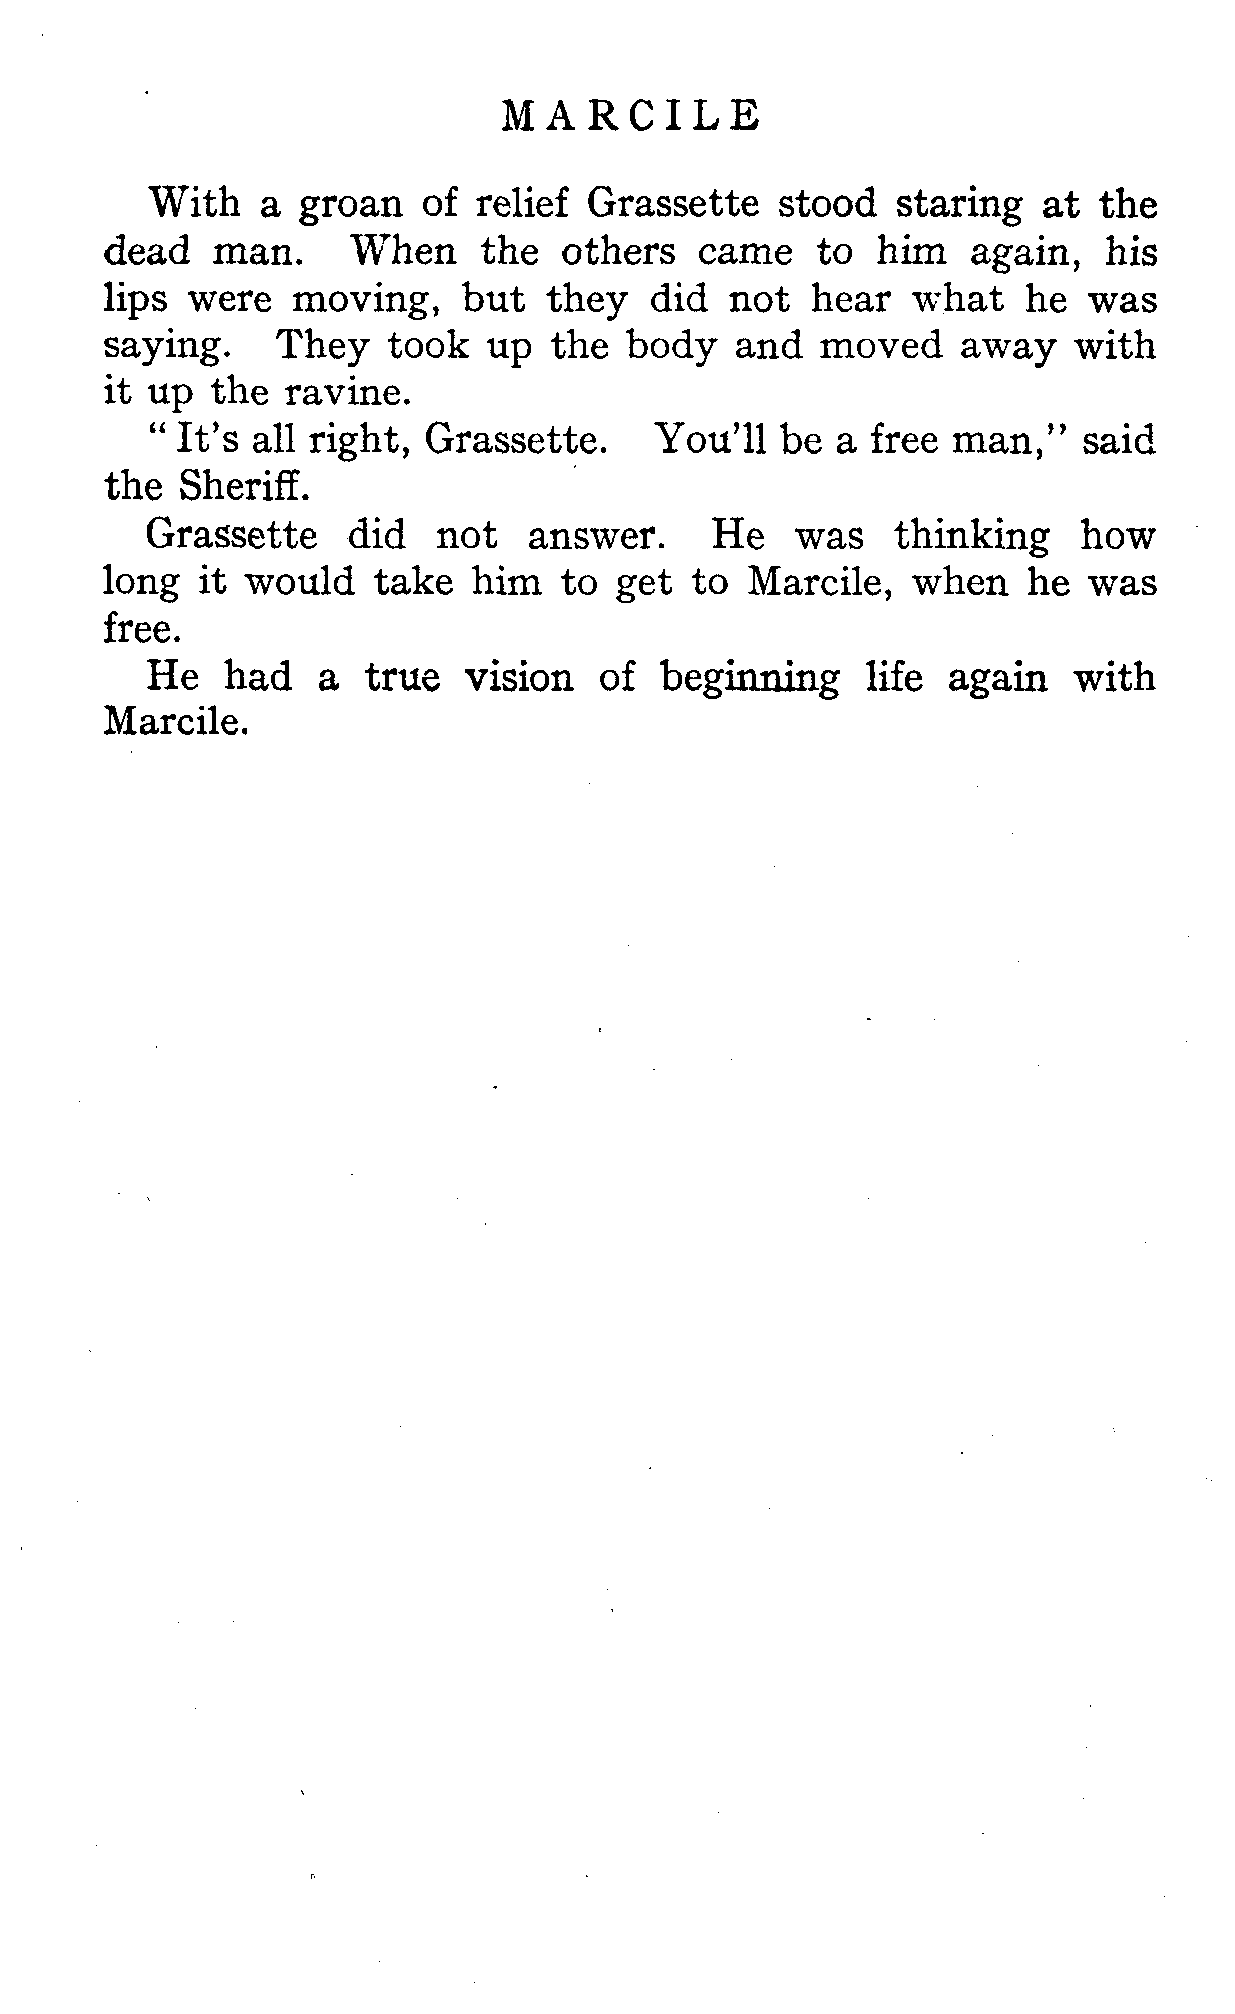 MARCILE
With a groan of relief Grassette stood staring at the
dead man. When the others came to him again, his
lips were moving, but they did not hear what he was
saying. They took up the body and moved away with
it up the ravine.
“ It's all right, Grassette. You'll be a free man,” said
the Sheriff.
Grassette did not answer. He was thinking how
long it would take him to get to Marcile, when he was
free.
He had a true vision of beginning life again with
Marcile.